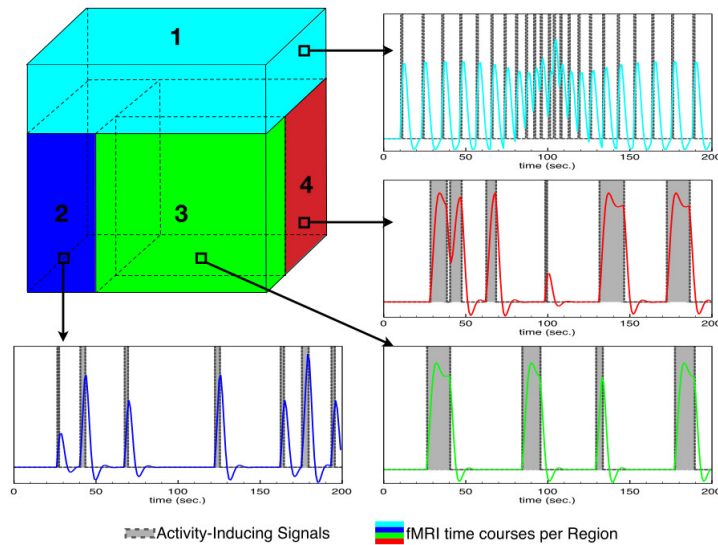 1
2
3
4
0 50 100 150 200
time (sec.)
0 50 100 150 200
time (sec.)
0 50 100 150 200
time (sec.)
0 50 100 150 200
time (sec.)
Activity-Inducing Signals
fMRI time courses per Region